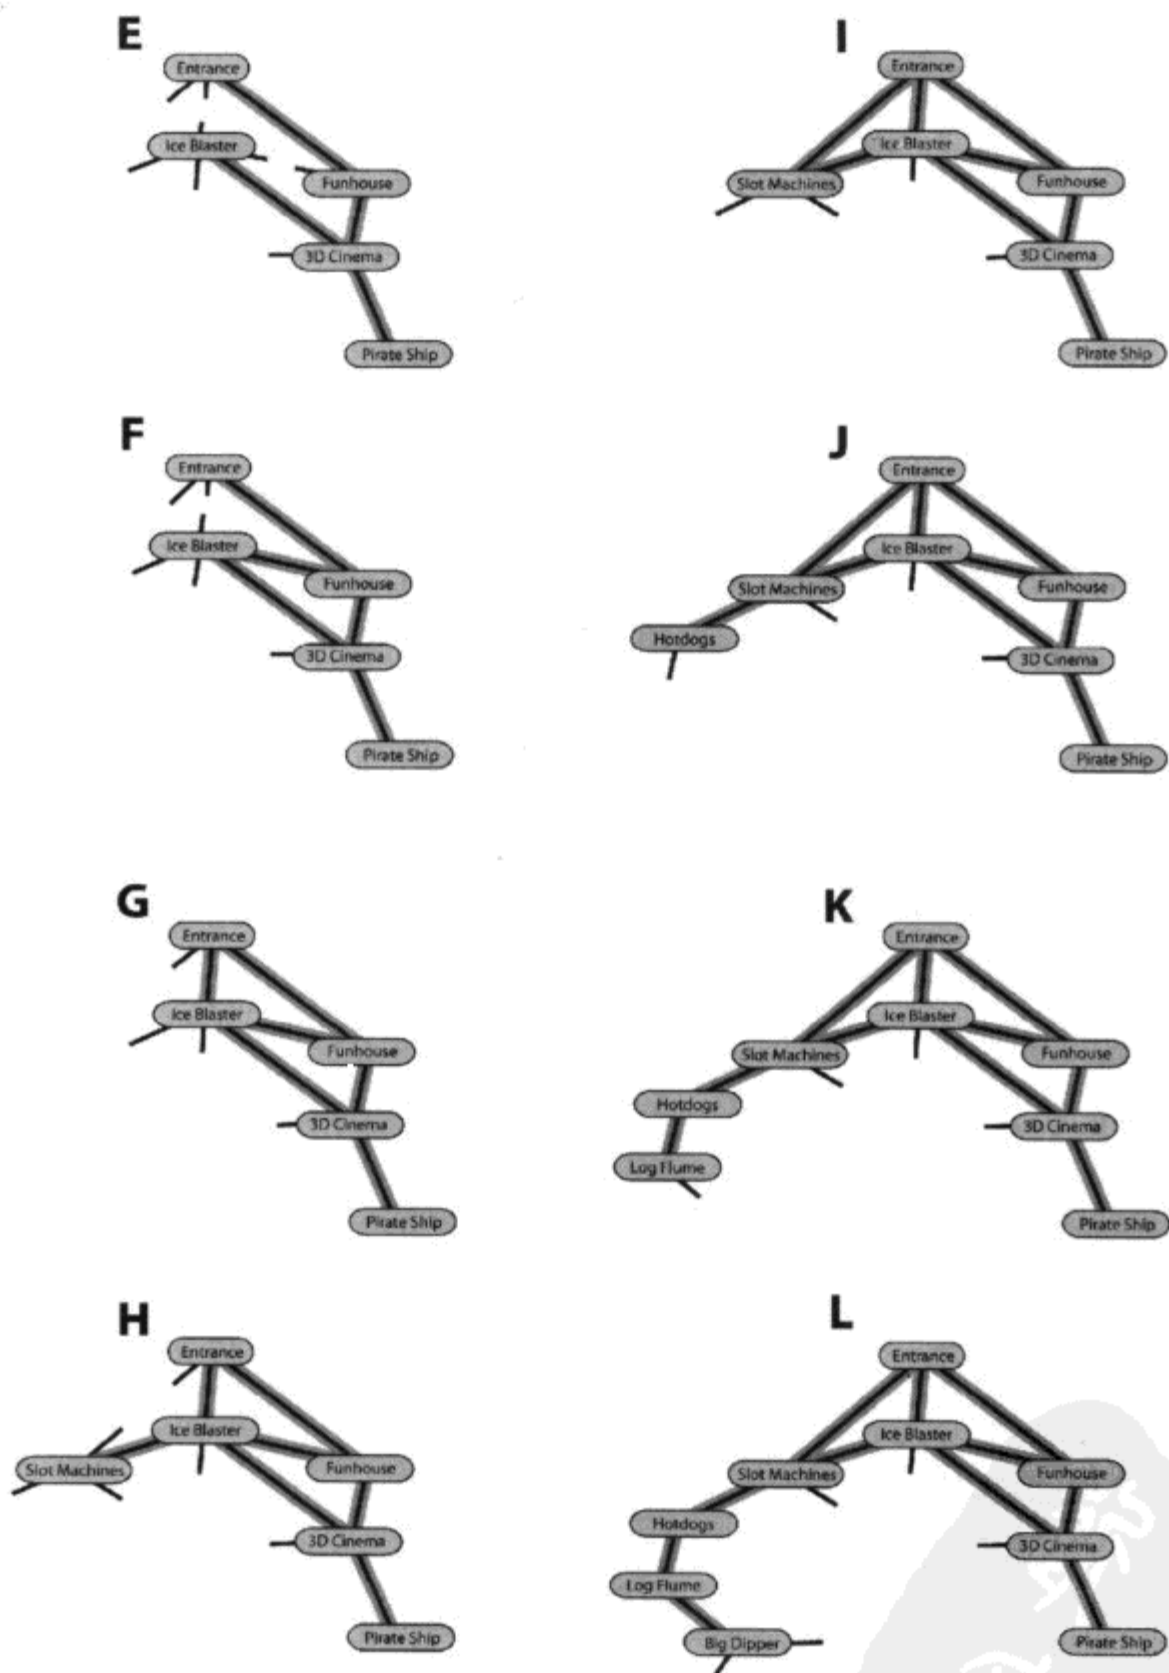 E
Entrance
Ice Blaster
Funhouse
3D Cinema
Pirate Ship
F
Entrance
Ice Blaster
Funhouse
3D Cinema
Pirate Ship
G
Entrance
Ice Blaster
Funhouse
3D Cinema
Pirate Ship
H
Entrance
Ice Blaster
Slot Machines
Funhouse
3D Cinema
Pirate Ship
I
Entrance
Ice Blaster
Slot Machines
Funhouse
3D Cinema
Pirate Ship
J
Entrance
Ice Blaster
Slot Machines
Funhouse
Hotdogs
3D Cinema
Pirate Ship
K
Entrance
Ice Blaster
Slot Machines
Funhouse
Hotdogs
3D Cinema
Log Flume
Pirate Ship
L
Entrance
Ice Blaster
Slot Machines
Funhouse
Hotdogs
3D Cinema
Log Flume
Big Dipper
Pirate Ship